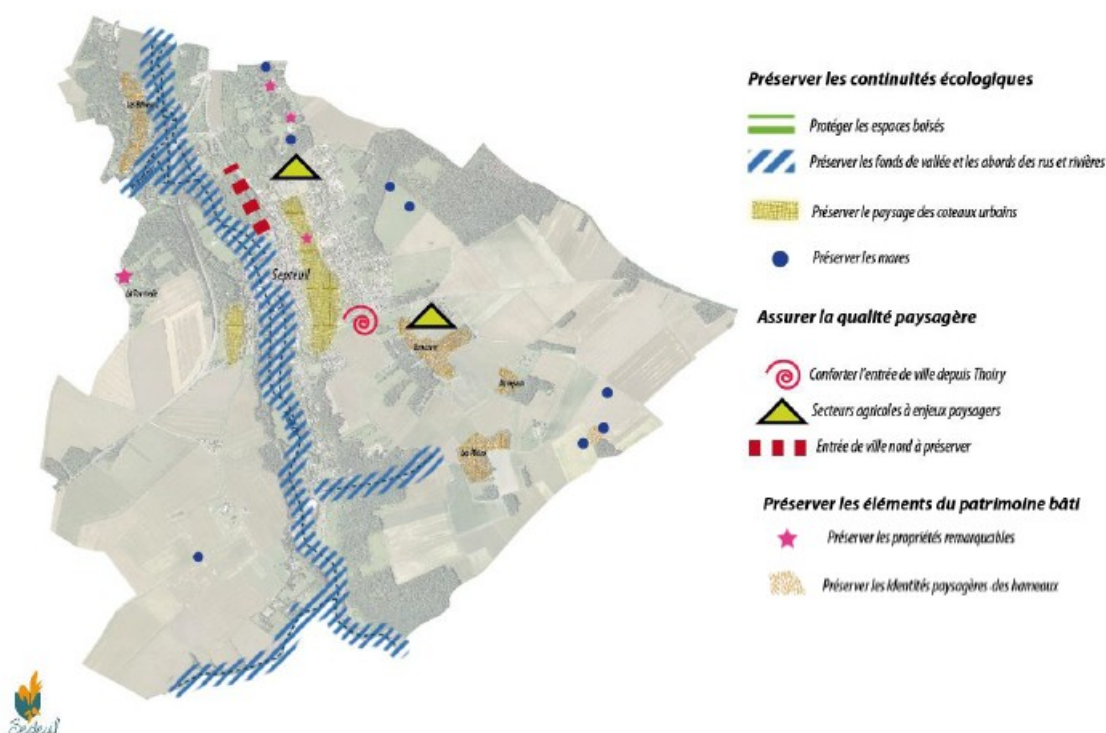 Préserver les continuités écologiques
Protéger les espaces boisés
Préserver les fonds de vallée et les abords des rus et rivières
Préserver le paysage des coteaux urbains
Préserver les mares
Assurer la qualité paysagère
Conforter l'entrée de ville depuis Thoiry
Secteurs agricoles à enjeux paysagers
Entrée de ville nord à préserver
Préserver les éléments du patrimoine bâti
Préserver les propriétés remarquables
Préserver les identités paysagères des hameaux
Septeuil